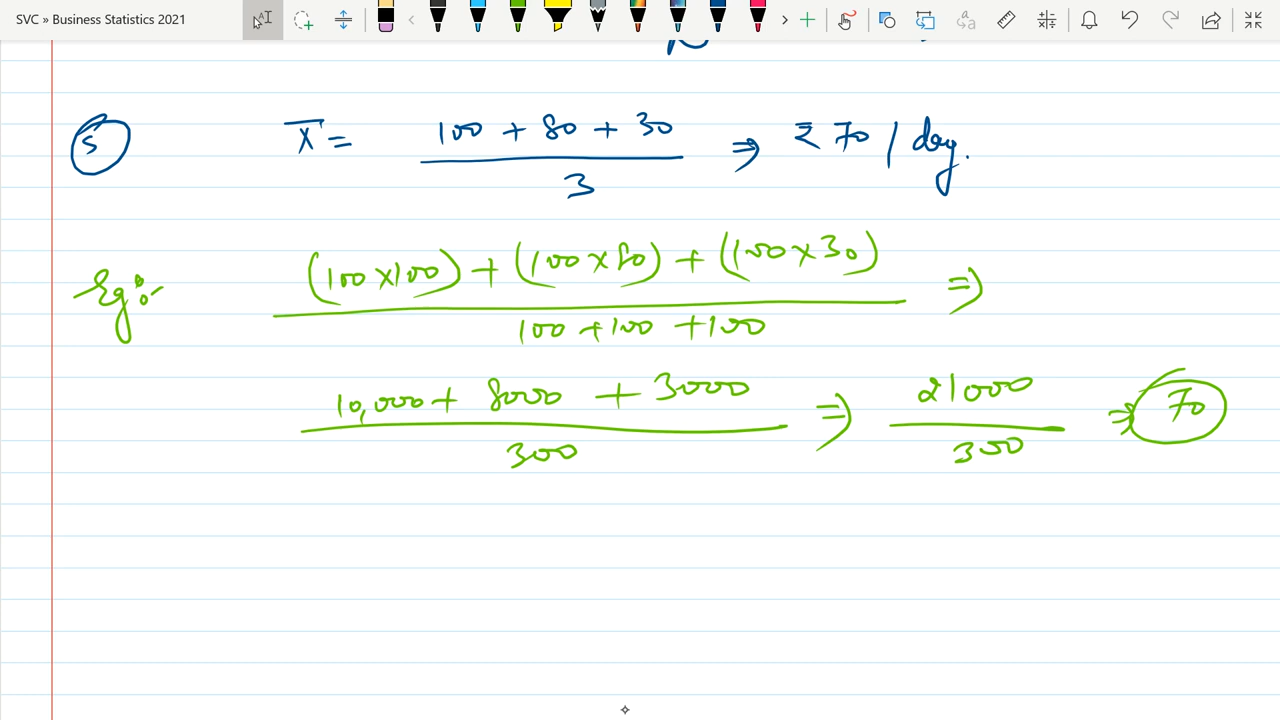 SVC » Business Statistics 2021
5 X̅ = 100 + 80 + 30 / 3 ⇒ ₹ 70 / day.
Eg:- (100×100) + (100×80) + (100×30) ⇒
100 + 100 + 100
10,000 + 8000 + 3000 / 300 ⇒ 21000 / 300 ⇒ 70